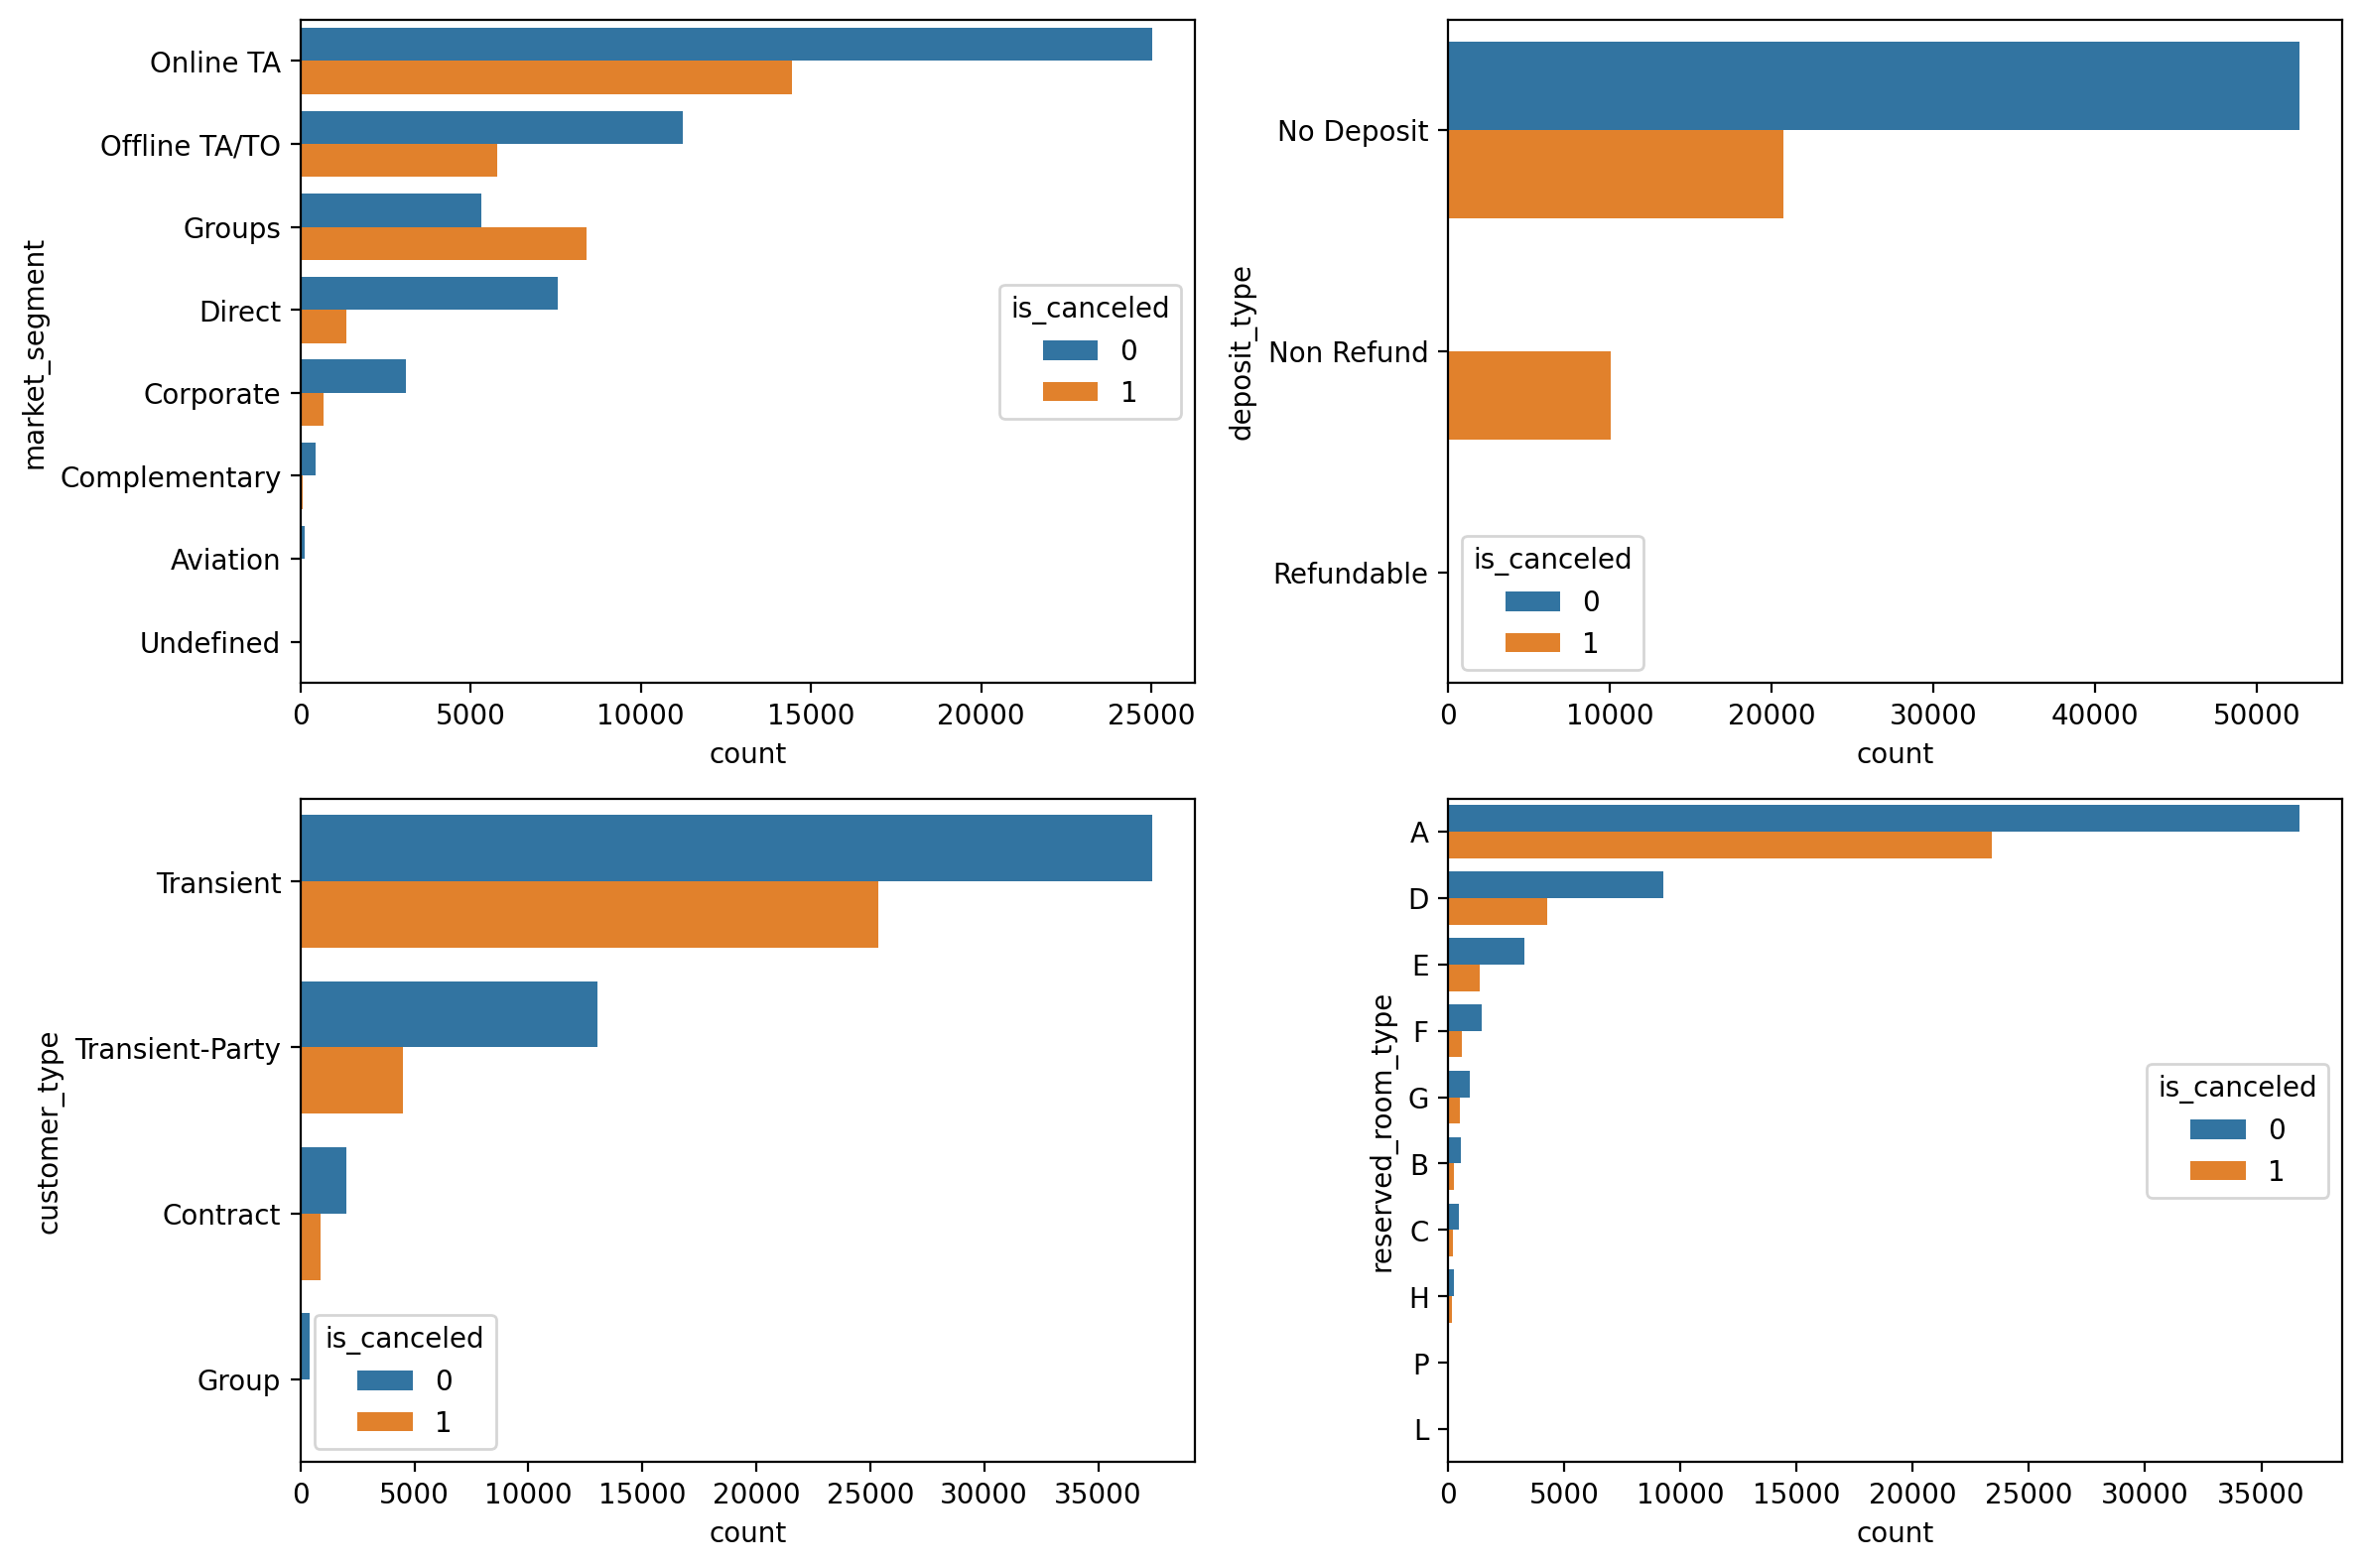 Online TA
Offline TA/TO
Groups
Direct
Corporate
Complementary
Aviation
Undefined
market_segment
is_canceled
0
1
0 5000 10000 15000 20000 25000
count
No Deposit
Non Refund
Refundable
deposit_type
is_canceled
0
1
0 10000 20000 30000 40000 50000
count
Transient
Transient-Party
Contract
Group
customer_type
is_canceled
0
1
0 5000 10000 15000 20000 25000 30000 35000
count
A
D
E
F
G
B
C
H
P
L
reserved_room_type
is_canceled
0
1
0 5000 10000 15000 20000 25000 30000 35000
count